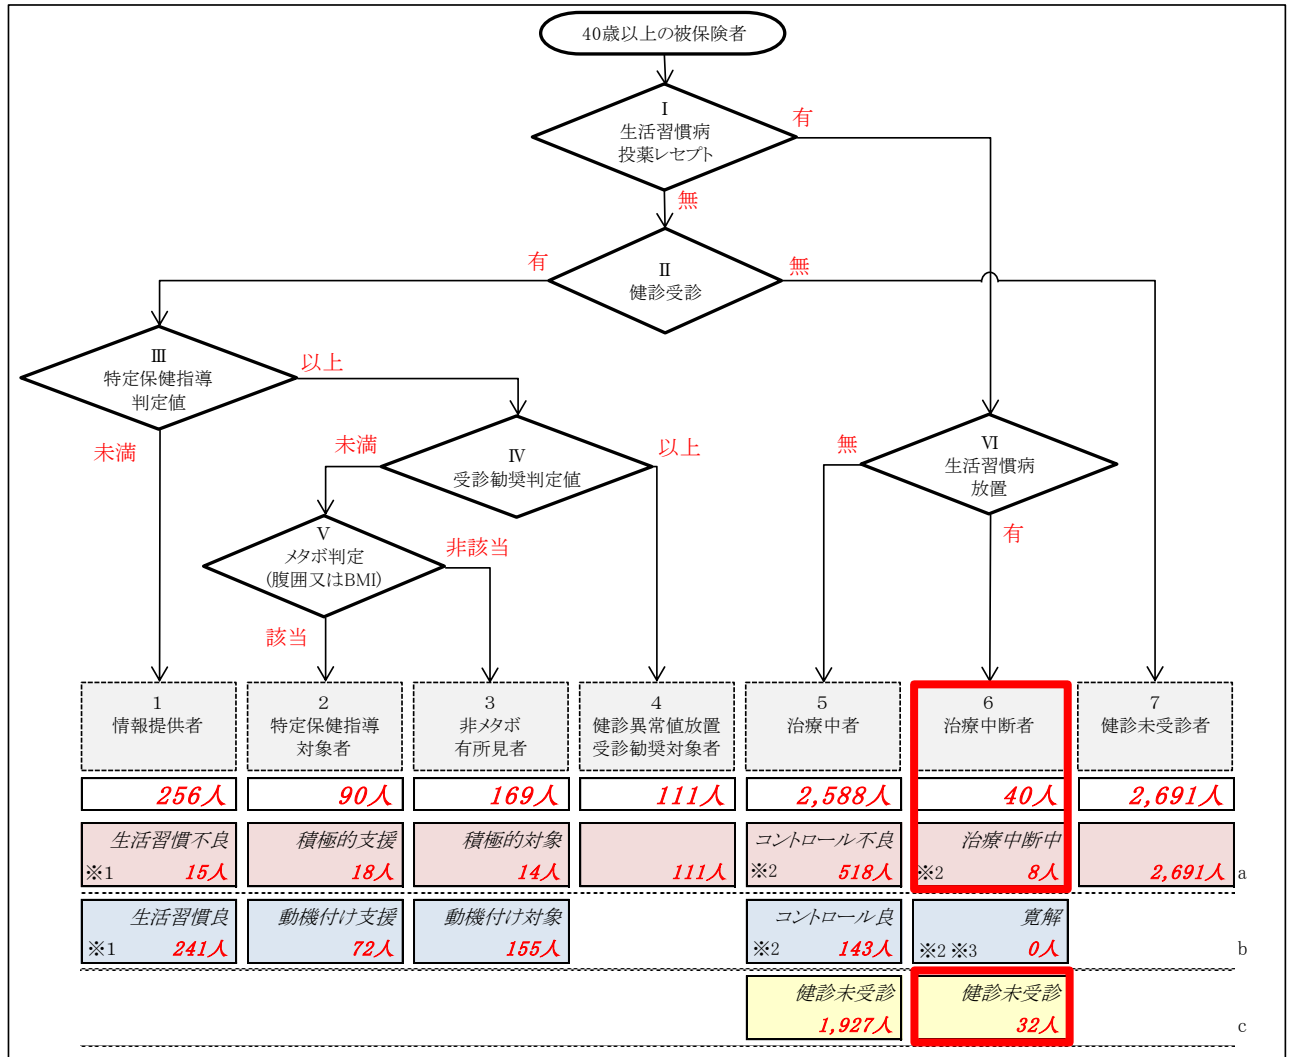 40歳以上の被保険者
Ⅰ
生活習慣病
投薬レセプト
有
無
Ⅱ
健診受診
有
無
Ⅲ
特定保健指導
判定値
以上
未満
Ⅳ
受診勧奨判定値
未満
以上
Ⅵ
生活習慣病
放置
無
有
Ⅴ
メタボ判定
(腹囲又はBMI)
非該当
該当
1
情報提供者
2
特定保健指導
対象者
3
非メタボ
有所見者
4
健診異常値放置
受診勧奨対象者
5
治療中者
6
治療中断者
7
健診未受診者
256人
90人
169人
111人
2,588人
40人
2,691人
生活習慣不良
※1 15人
積極的支援
18人
積極的対象
14人
111人
コントロール不良
※2 518人
治療中断中
※2 8人
2,691人
a
生活習慣良
※1 241人
動機付け支援
72人
動機付け対象
155人
コントロール良
※2 143人
寛解
※2 ※3 0人
b
健診未受診
1,927人
健診未受診
32人
c